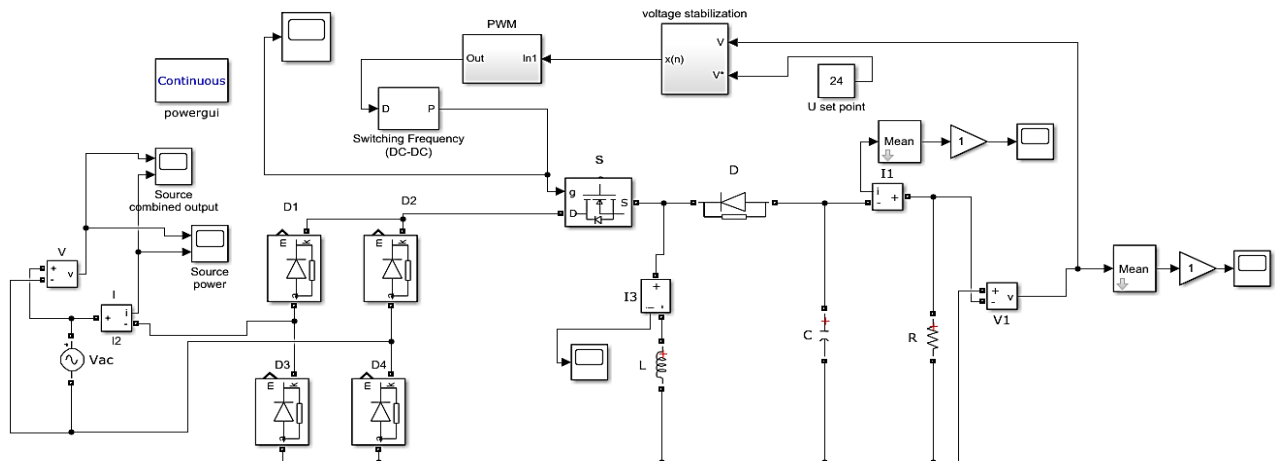 voltage stabilization
PWM
Out
In1
V
x(n)
V*
24
U set point
Continuous
powergui
D
P
Switching Frequency
(DC-DC)
Mean
1
I1
i
-
+
S
g
D
S
D
Source
combined output
D1
D2
m
k
a
m
k
a
V
+
-
v
Source
power
I
+
i
-
I2
Vac
I3
+
i
-
L
C
R
+
-
v
V1
Mean
1
D3
D4
m
k
a
m
k
a